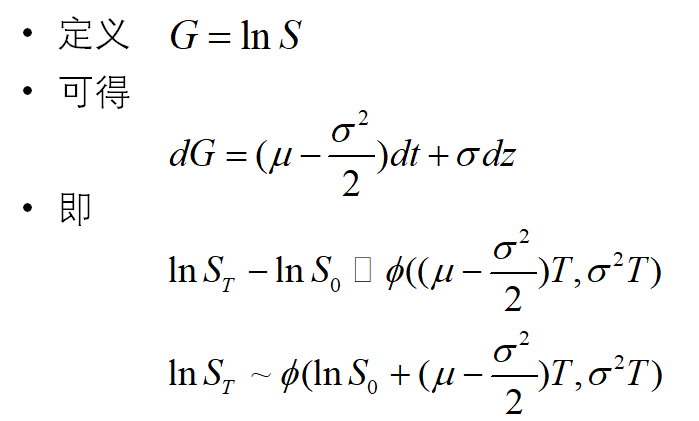 • 定义 G = ln S
• 可得
dG = (μ − σ²/2)dt + σdz
• 即
ln S_T − ln S_0 □ ϕ((μ − σ²/2)T, σ²T)
ln S_T ~ ϕ(ln S_0 + (μ − σ²/2)T, σ²T)